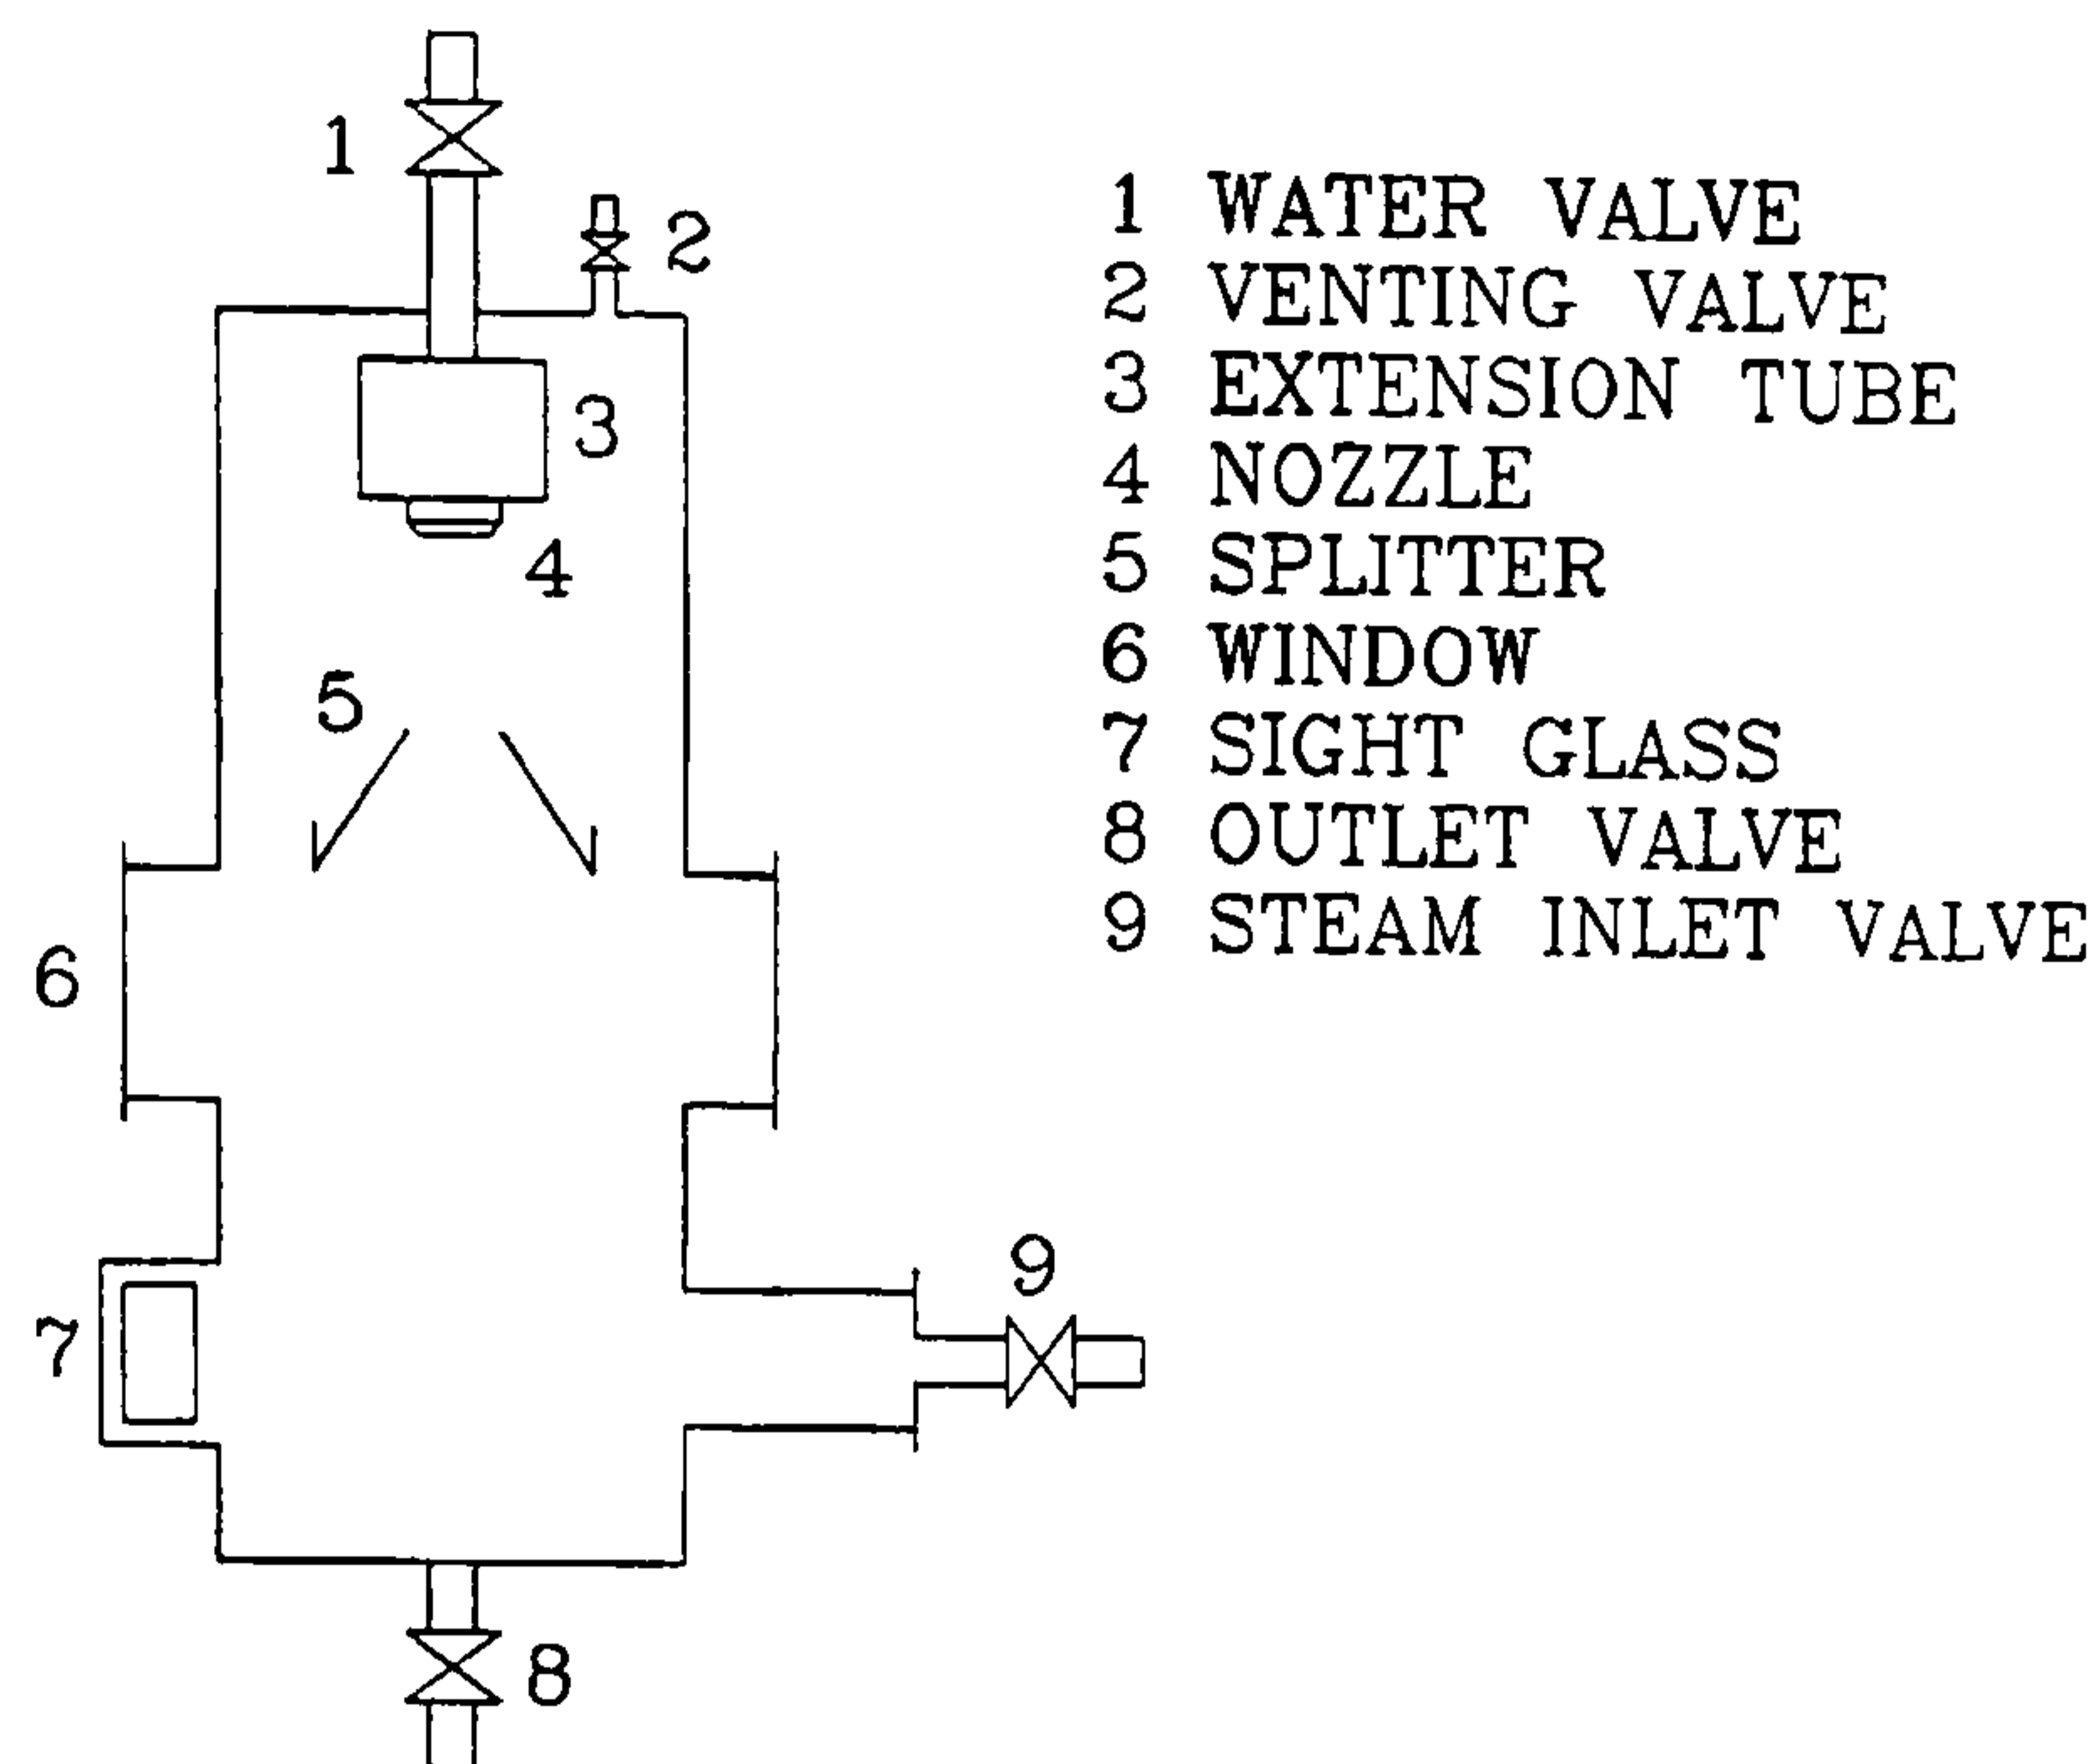 1
2
3
4
5
6
7
8
9
1 WATER VALVE
2 VENTING VALVE
3 EXTENSION TUBE
4 NOZZLE
5 SPLITTER
6 WINDOW
7 SIGHT GLASS
8 OUTLET VALVE
9 STEAM INLET VALVE